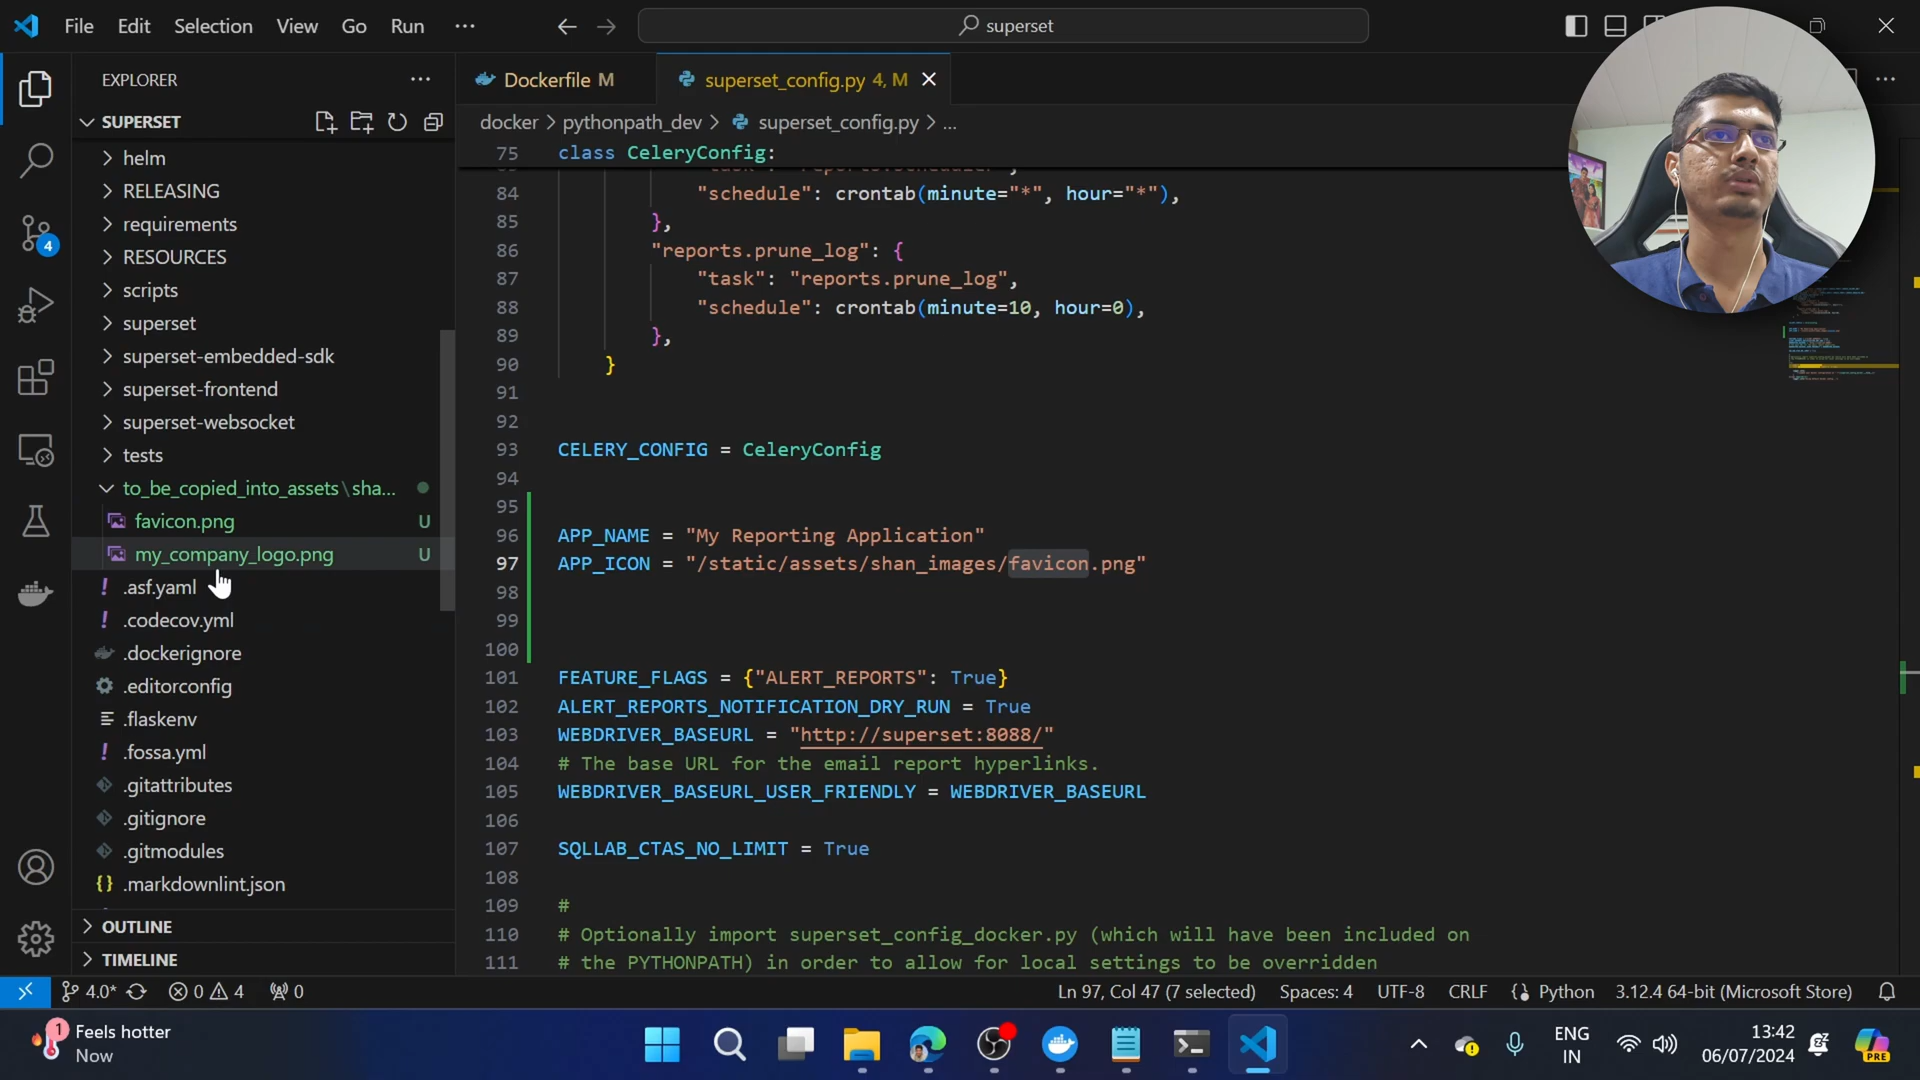 File Edit Selection View Go Run ...
superset
EXPLORER
SUPERSET
helm
RELEASING
requirements
RESOURCES
scripts
superset
superset-embedded-sdk
superset-frontend
superset-websocket
tests
to_be_copied_into_assets\sha...
favicon.png U
my_company_logo.png U
.asf.yaml
.codecov.yml
.dockerignore
.editorconfig
.flaskenv
.fossa.yml
.gitattributes
.gitignore
.gitmodules
.markdownlint.json
OUTLINE
TIMELINE
4
Dockerfile M
superset_config.py 4, M
docker > pythonpath_dev > superset_config.py > ...
75 class CeleryConfig:
84 "schedule": crontab(minute="*", hour="*"),
85 },
86 "reports.prune_log": {
87 "task": "reports.prune_log",
88 "schedule": crontab(minute=10, hour=0),
89 },
90 }
91
92
93 CELERY_CONFIG = CeleryConfig
94
95
96 APP_NAME = "My Reporting Application"
97 APP_ICON = "/static/assets/shan_images/favicon.png"
98
99
100
101 FEATURE_FLAGS = {"ALERT_REPORTS": True}
102 ALERT_REPORTS_NOTIFICATION_DRY_RUN = True
103 WEBDRIVER_BASEURL = "http://superset:8088/"
104 # The base URL for the email report hyperlinks.
105 WEBDRIVER_BASEURL_USER_FRIENDLY = WEBDRIVER_BASEURL
106
107 SQLLAB_CTAS_NO_LIMIT = True
108
109 #
110 # Optionally import superset_config_docker.py (which will have been included on
111 # the PYTHONPATH) in order to allow for local settings to be overridden
4.0* 0 4 0
Ln 97, Col 47 (7 selected) Spaces: 4 UTF-8 CRLF Python 3.12.4 64-bit (Microsoft Store)
1 Feels hotter
Now
ENG
IN
13:42
06/07/2024
PRE